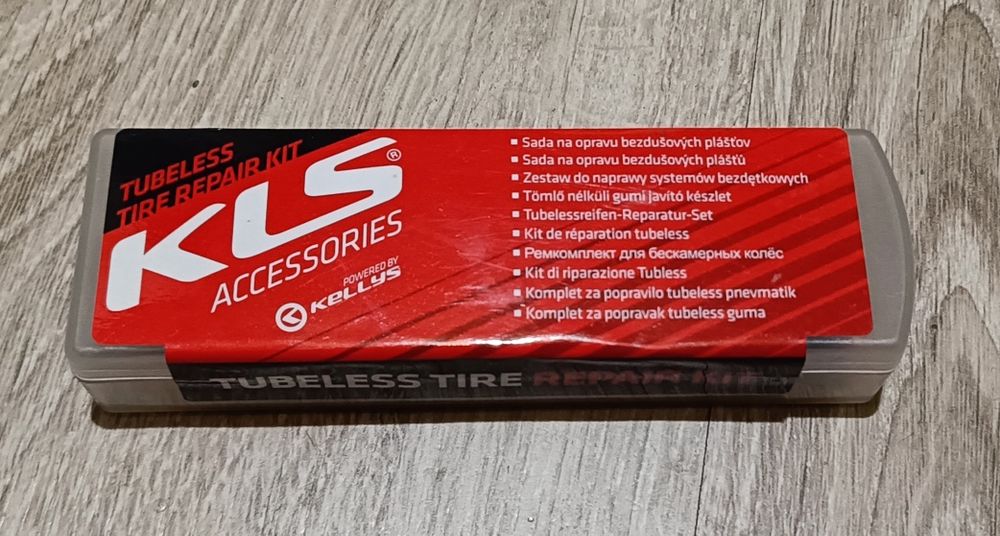 TUBELESS
TIRE REPAIR KIT
KLS®
ACCESSORIES
POWERED BY
KELLYS
▪ Sada na opravu bezdušových plášťov
▪ Sada na opravu bezdušových plášťů
▪ Zestaw do naprawy systemów bezdętkowych
▪ Tömlő nélküli gumi javító készlet
▪ Tubelessreifen-Reparatur-Set
▪ Kit de réparation tubeless
▪ Ремкомплект для бескамерных колёс
▪ Kit di riparazione Tubless
▪ Komplet za popravilo tubeless pnevmatik
▪ Komplet za popravak tubeless guma
TUBELESS TIRE REPAIR KIT